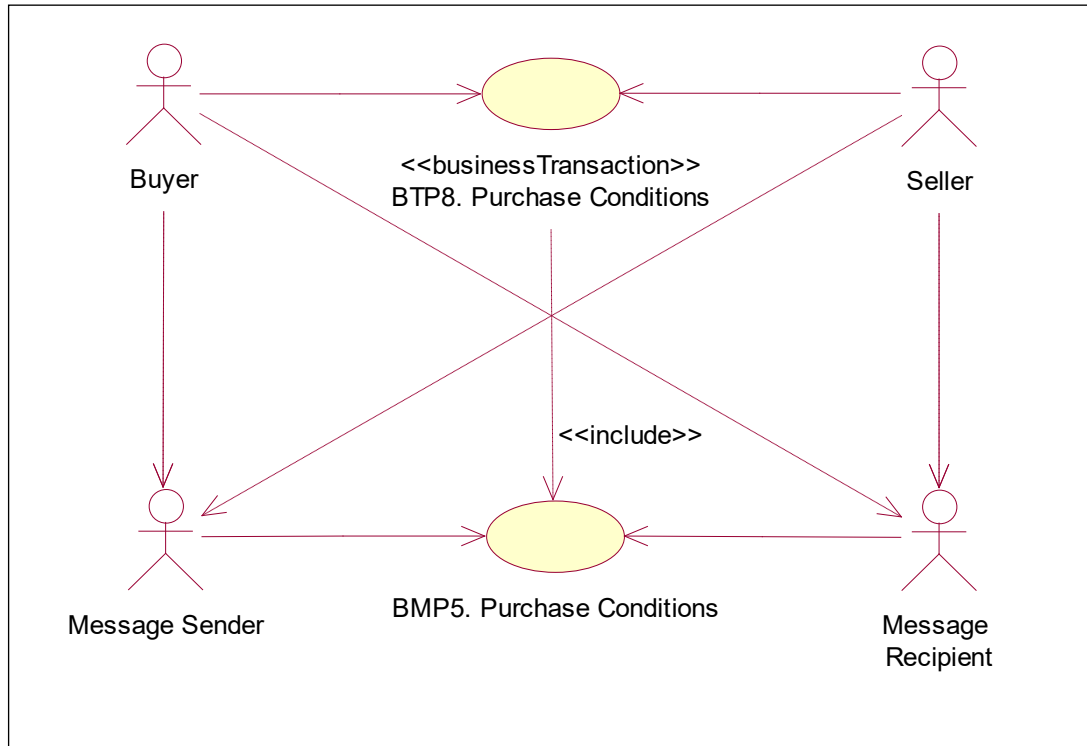 Buyer
<<businessTransaction>>
BTP8. Purchase Conditions
Seller
<<include>>
Message Sender
BMP5. Purchase Conditions
Message
Recipient